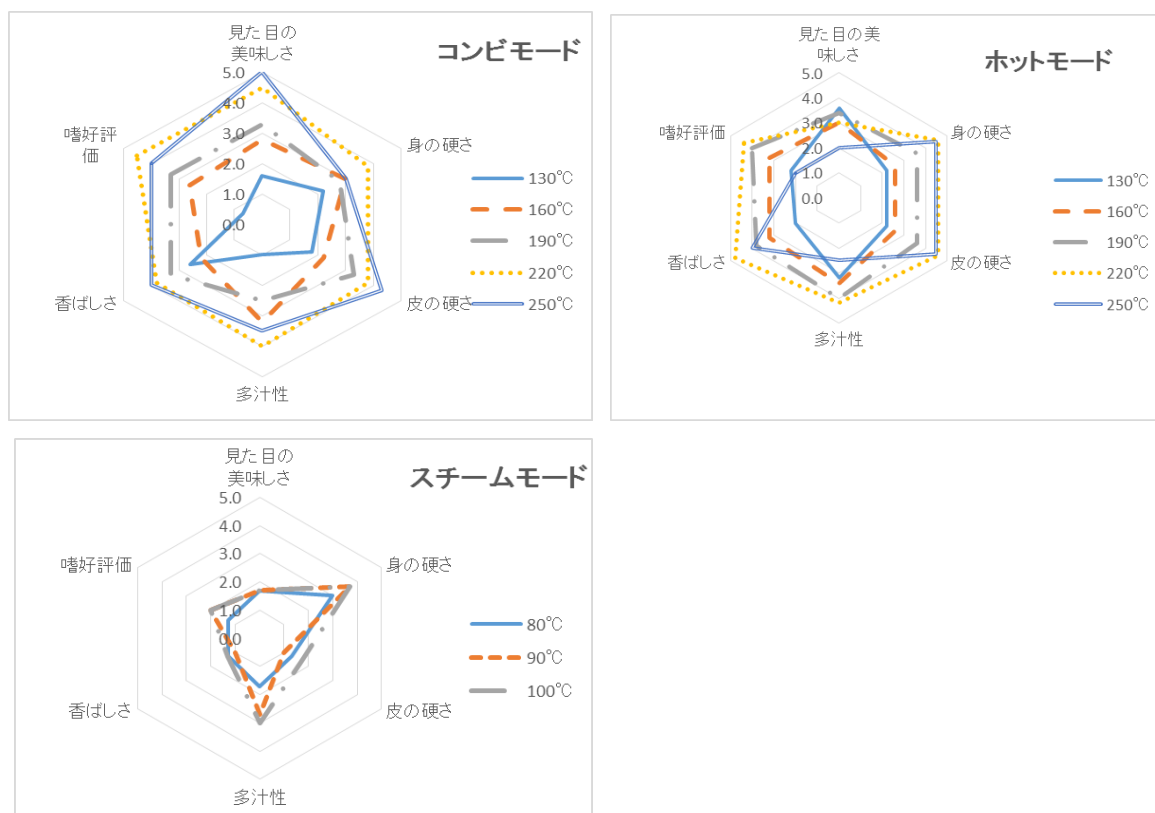 コンビモード
見た目の
美味しさ
5.0
4.0
3.0
2.0
1.0
0.0
身の硬さ
皮の硬さ
多汁性
香ばしさ
嗜好評
価
130℃
160℃
190℃
220℃
250℃
ホットモード
見た目の美
味しさ
5.0
4.0
3.0
2.0
1.0
0.0
身の硬さ
皮の硬さ
多汁性
香ばしさ
嗜好評価
130℃
160℃
190℃
220℃
250℃
スチームモード
見た目の
美味しさ
5.0
4.0
3.0
2.0
1.0
0.0
身の硬さ
皮の硬さ
多汁性
香ばしさ
嗜好評価
80℃
90℃
100℃